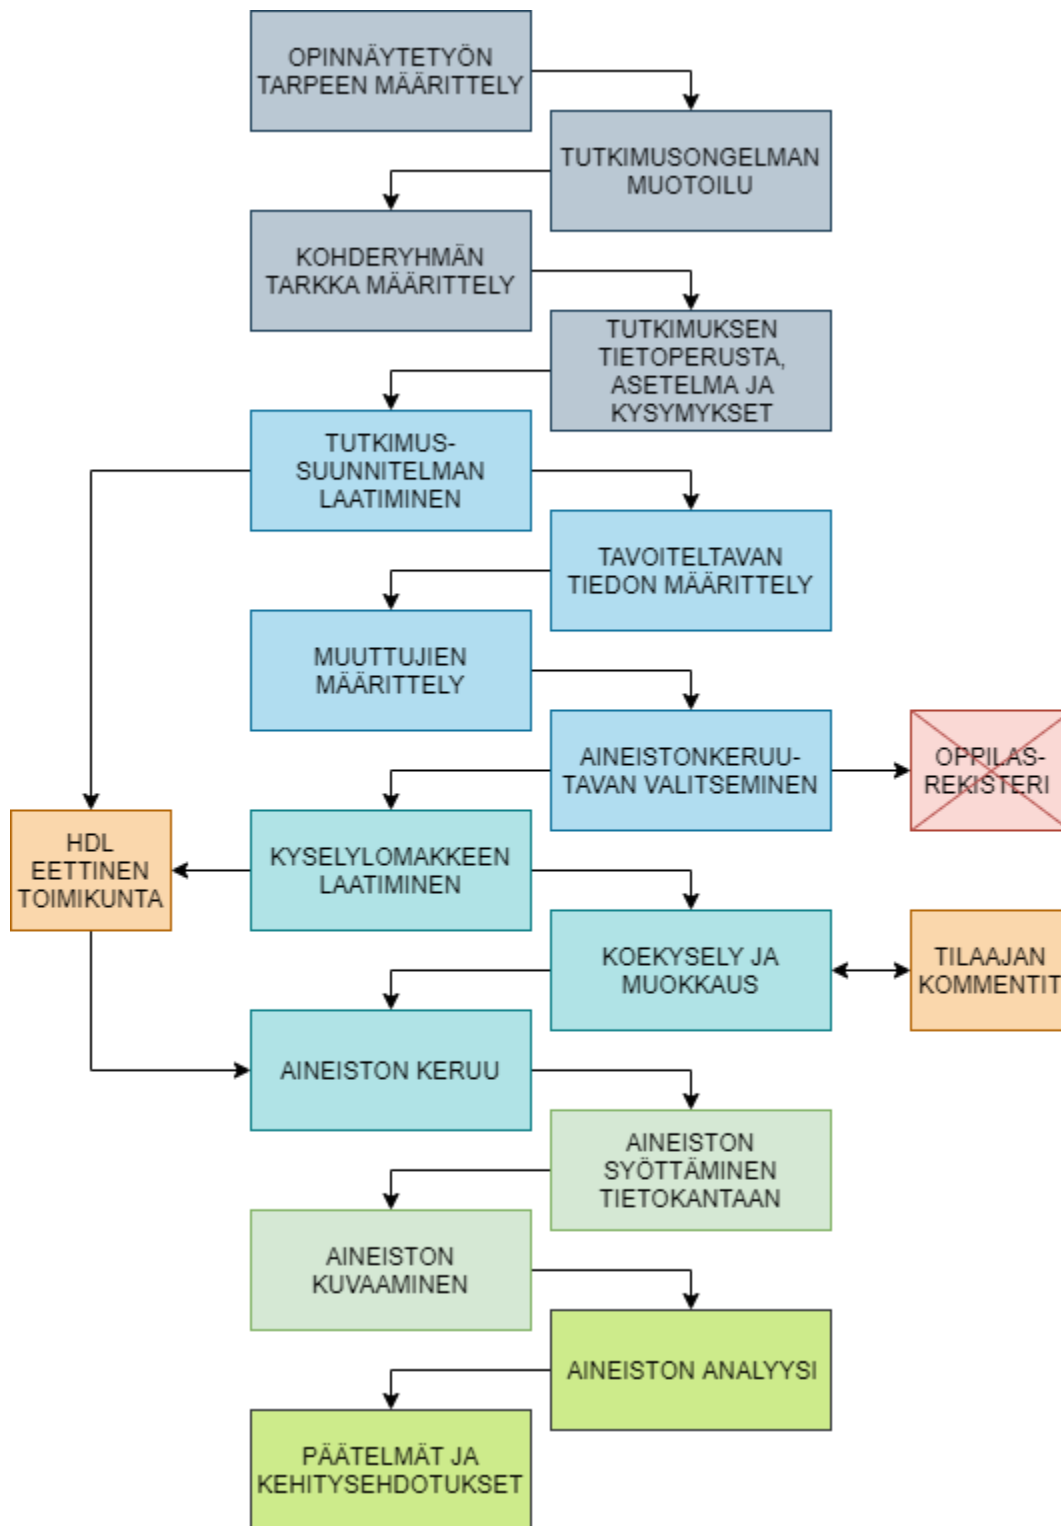 OPINNÄYTETYÖN
TARPEEN MÄÄRITTELY
TUTKIMUSONGELMAN
MUOTOILU
KOHDERYHMÄN
TARKKA MÄÄRITTELY
TUTKIMUKSEN
TIETOPERUSTA,
ASETELMA JA
KYSYMYKSET
TUTKIMUS-
SUUNNITELMAN
LAATIMINEN
TAVOITELTAVAN
TIEDON MÄÄRITTELY
MUUTTUJIEN
MÄÄRITTELY
AINEISTONKERUU-
TAVAN VALITSEMINEN
OPPILAS-
REKISTERI
HDL
EETTINEN
TOIMIKUNTA
KYSELYLOMAKKEEN
LAATIMINEN
KOEKYSELY JA
MUOKKAUS
TILAAJAN
KOMMENTIT
AINEISTON KERUU
AINEISTON
SYÖTTÄMINEN
TIETOKANTAAN
AINEISTON
KUVAAMINEN
AINEISTON ANALYYSI
PÄÄTELMÄT JA
KEHITYSEHDOTUKSET